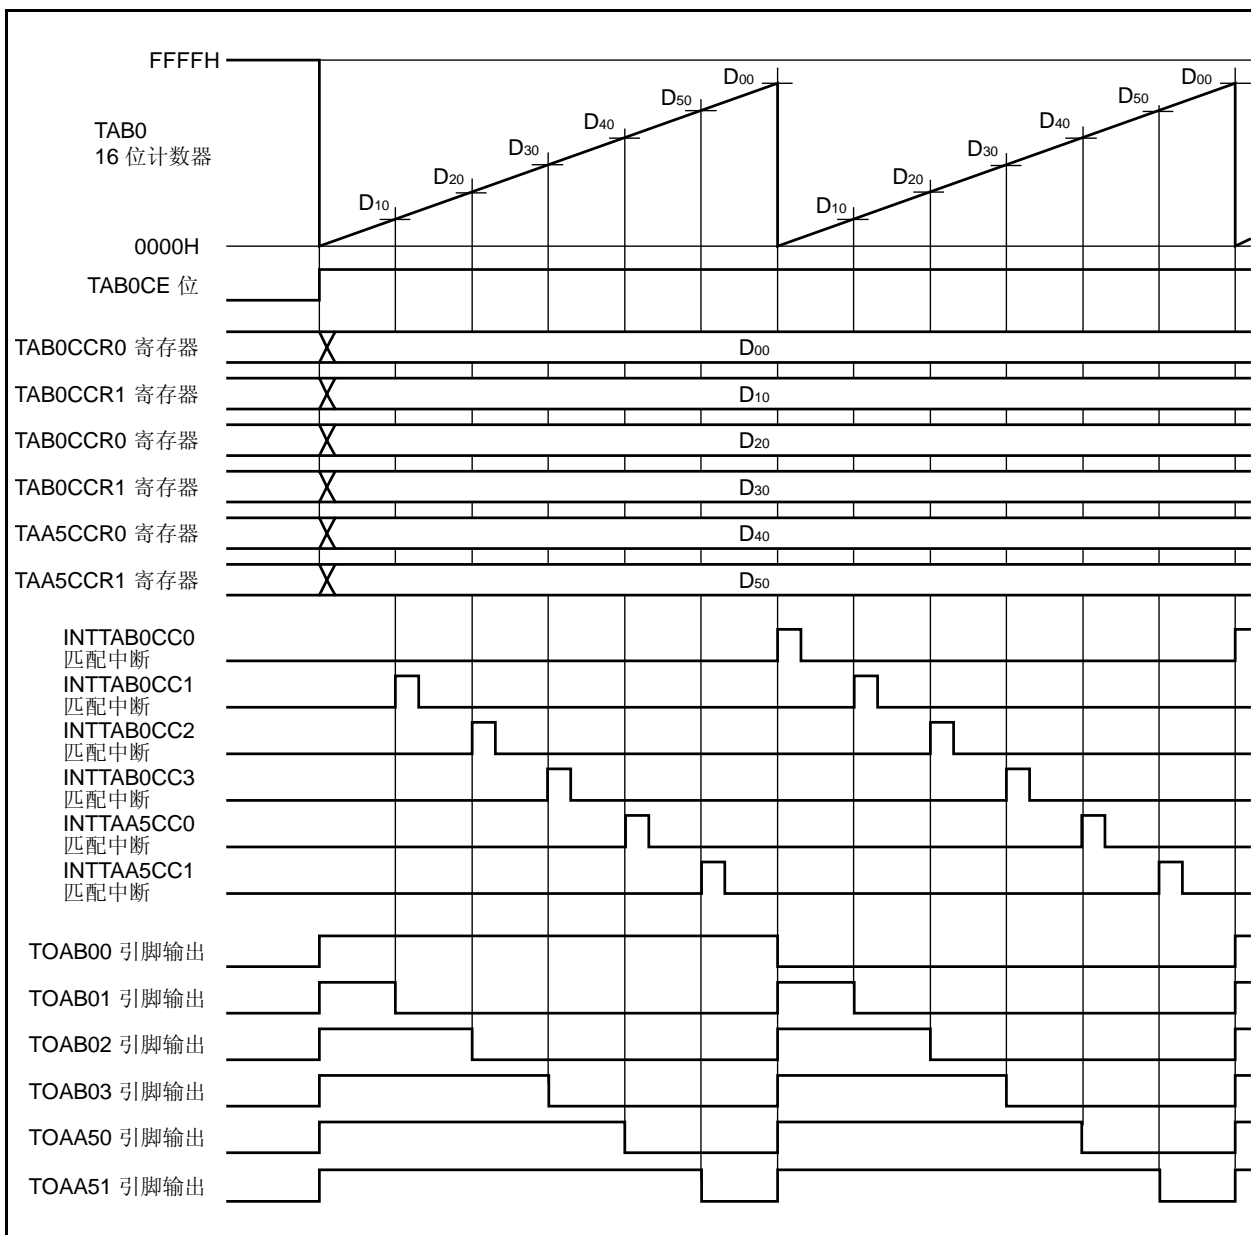 FFFFH
D00
D00
D50
D50
D40
D40
TAB0
16 位计数器
D30
D30
D20
D20
D10
D10
0000H
TAB0CE 位
TAB0CCR0 寄存器
D00
TAB0CCR1 寄存器
D10
TAB0CCR0 寄存器
D20
TAB0CCR1 寄存器
D30
TAA5CCR0 寄存器
D40
TAA5CCR1 寄存器
D50
INTTAB0CC0
匹配中断
INTTAB0CC1
匹配中断
INTTAB0CC2
匹配中断
INTTAB0CC3
匹配中断
INTTAA5CC0
匹配中断
INTTAA5CC1
匹配中断
TOAB00 引脚输出
TOAB01 引脚输出
TOAB02 引脚输出
TOAB03 引脚输出
TOAA50 引脚输出
TOAA51 引脚输出